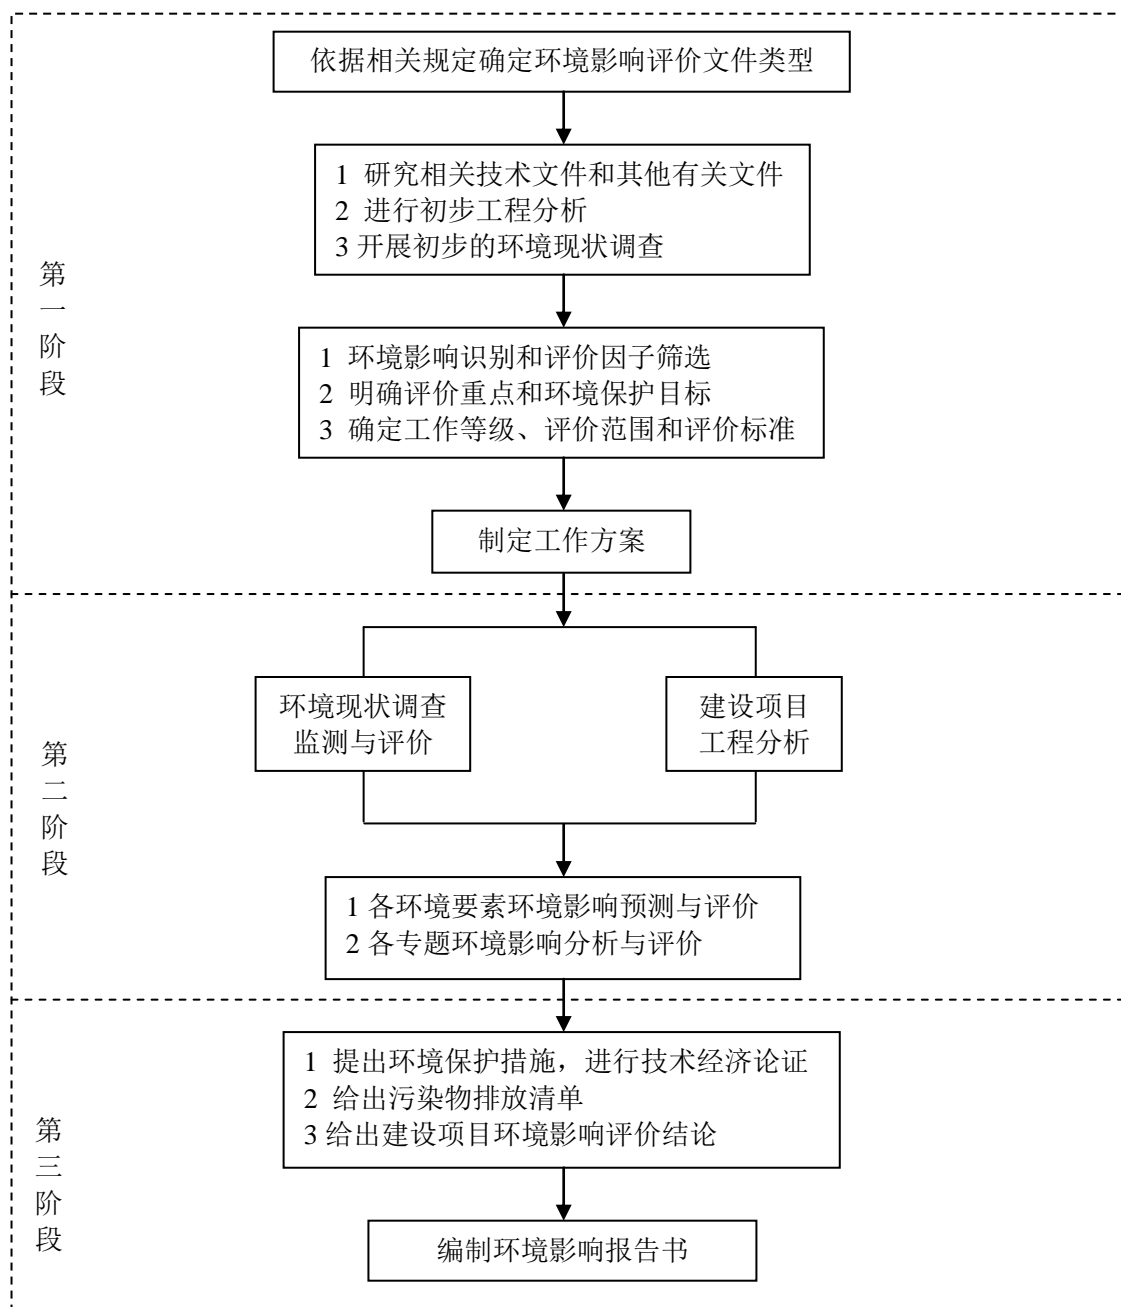 依据相关规定确定环境影响评价文件类型
1 研究相关技术文件和其他有关文件
2 进行初步工程分析
3 开展初步的环境现状调查
第一阶段
1 环境影响识别和评价因子筛选
2 明确评价重点和环境保护目标
3 确定工作等级、评价范围和评价标准
制定工作方案
环境现状调查
监测与评价
建设项目
工程分析
第二阶段
1 各环境要素环境影响预测与评价
2 各专题环境影响分析与评价
1 提出环境保护措施，进行技术经济论证
2 给出污染物排放清单
3 给出建设项目环境影响评价结论
第三阶段
编制环境影响报告书